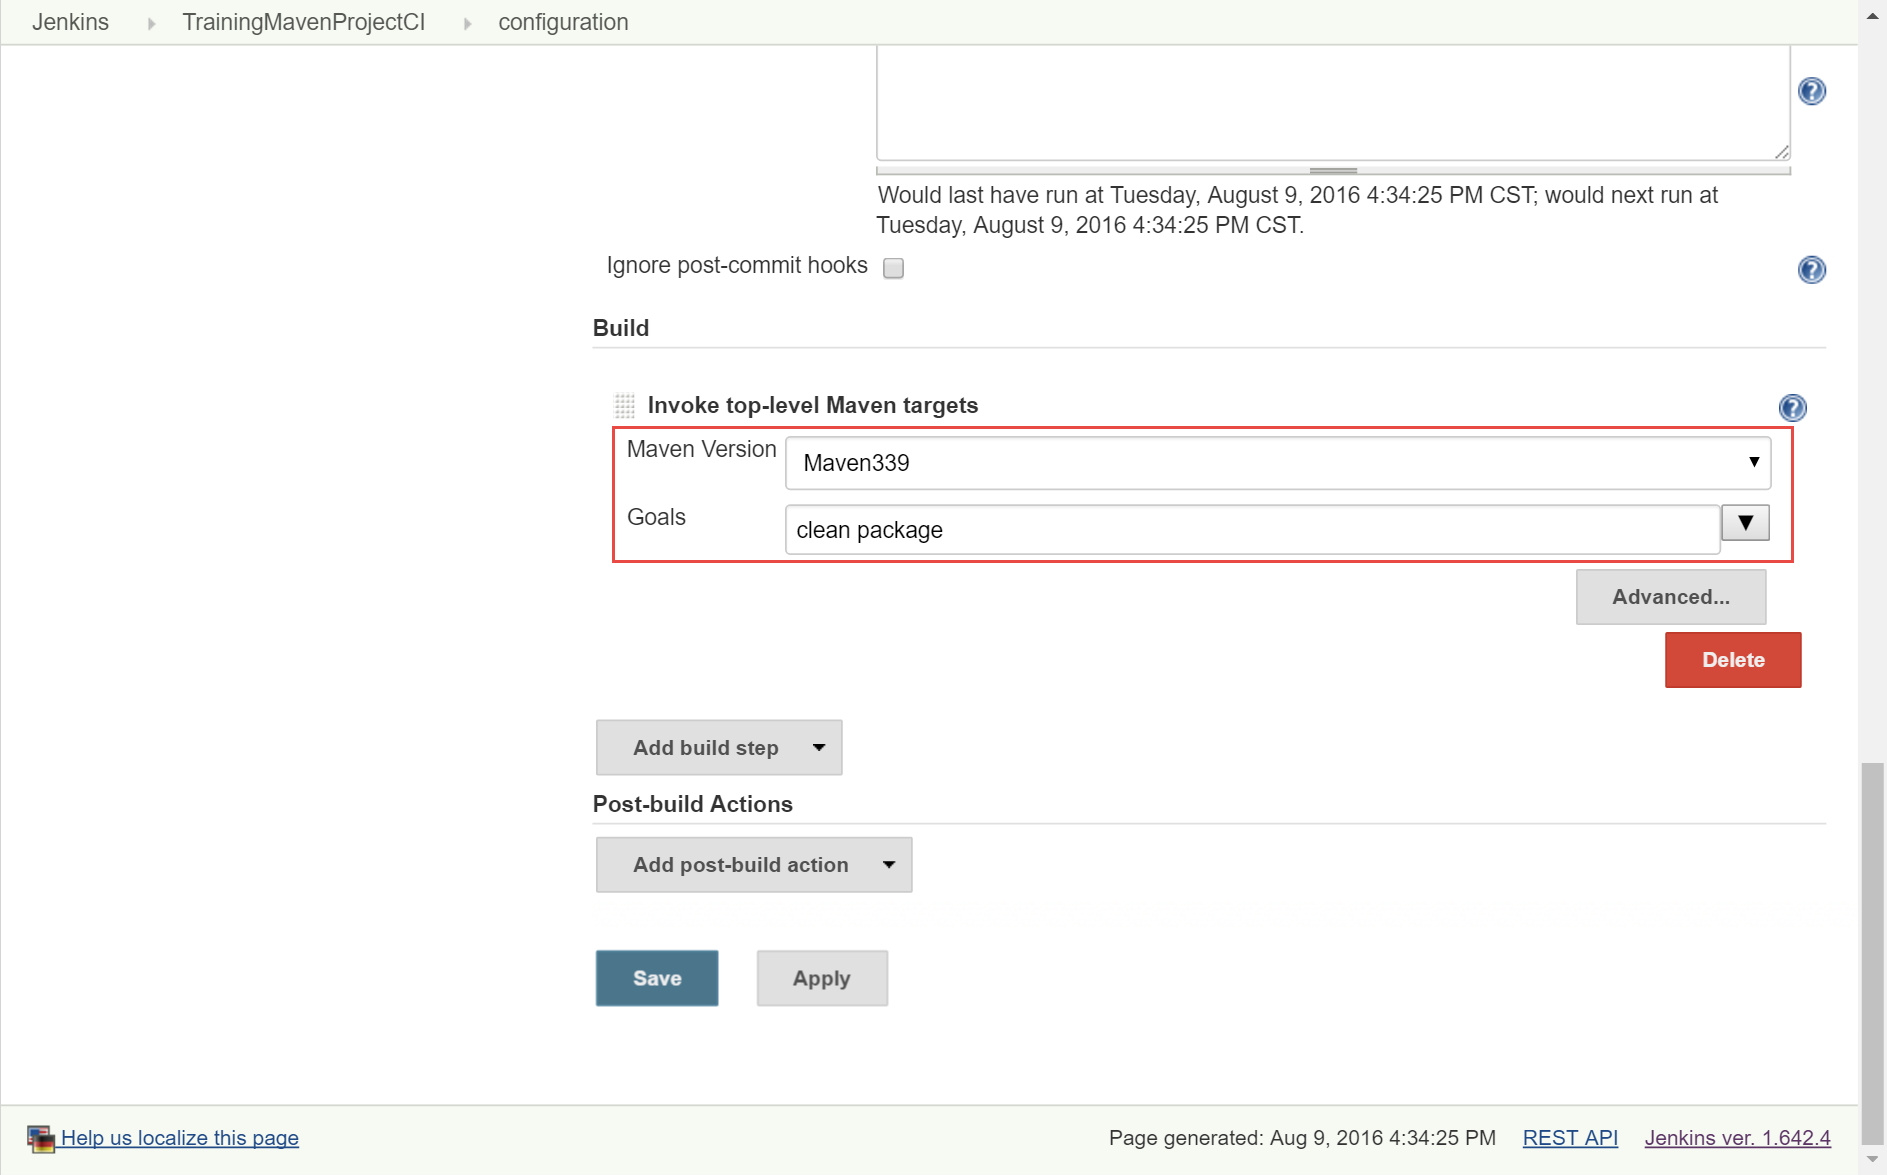 Jenkins TrainingMavenProjectCI configuration
Would last have run at Tuesday, August 9, 2016 4:34:25 PM CST; would next run at
Tuesday, August 9, 2016 4:34:25 PM CST.
Ignore post-commit hooks
Build
Invoke top-level Maven targets
Maven Version Maven339
Goals clean package
Advanced...
Delete
Add build step
Post-build Actions
Add post-build action
Save Apply
Help us localize this page Page generated: Aug 9, 2016 4:34:25 PM REST API Jenkins ver. 1.642.4